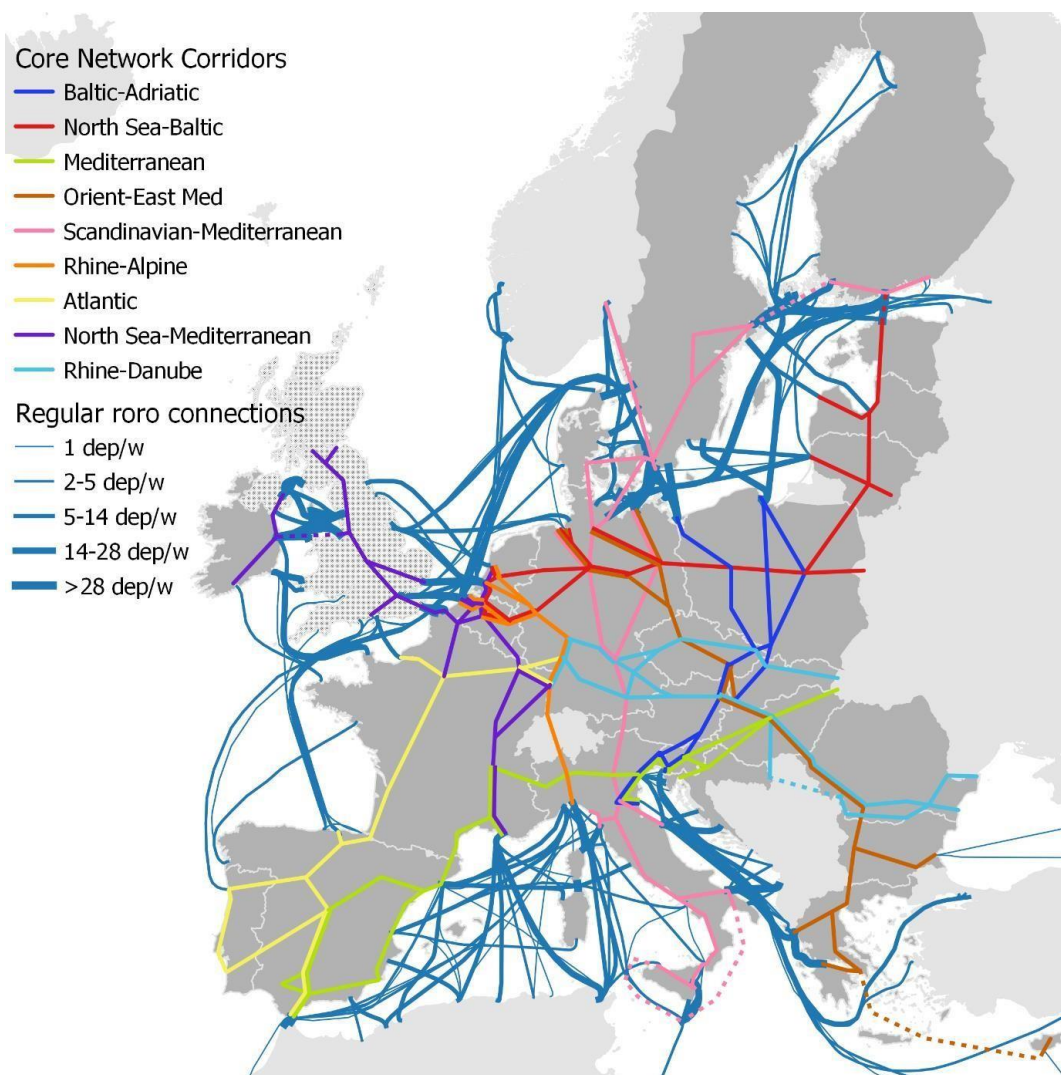 Core Network Corridors
Baltic-Adriatic
North Sea-Baltic
Mediterranean
Orient-East Med
Scandinavian-Mediterranean
Rhine-Alpine
Atlantic
North Sea-Mediterranean
Rhine-Danube
Regular roro connections
1 dep/w
2-5 dep/w
5-14 dep/w
14-28 dep/w
>28 dep/w